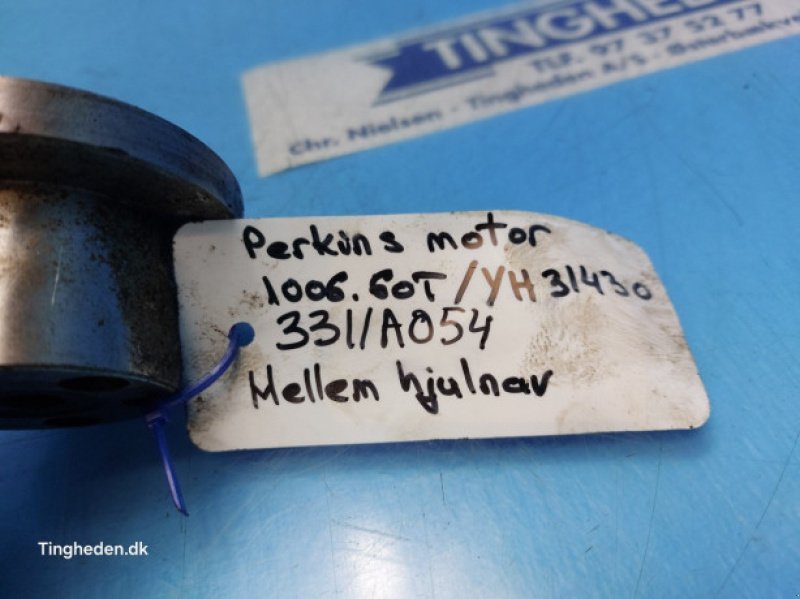 TINGHEDEN
TLF. 97 37 52 77
Chr. Nielsen - Tingheden A/S -
Perkins motor
1006.60T/YH31430
3311/A054
Mellem hjulnav
Tingheden.dk